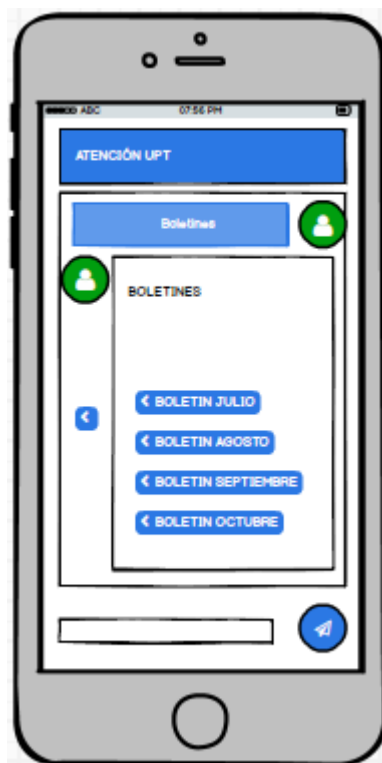 ABC 07:56 PM
ATENCIÓN UPT
Boletines
BOLETINES
BOLETIN JULIO
BOLETIN AGOSTO
BOLETIN SEPTIEMBRE
BOLETIN OCTUBRE